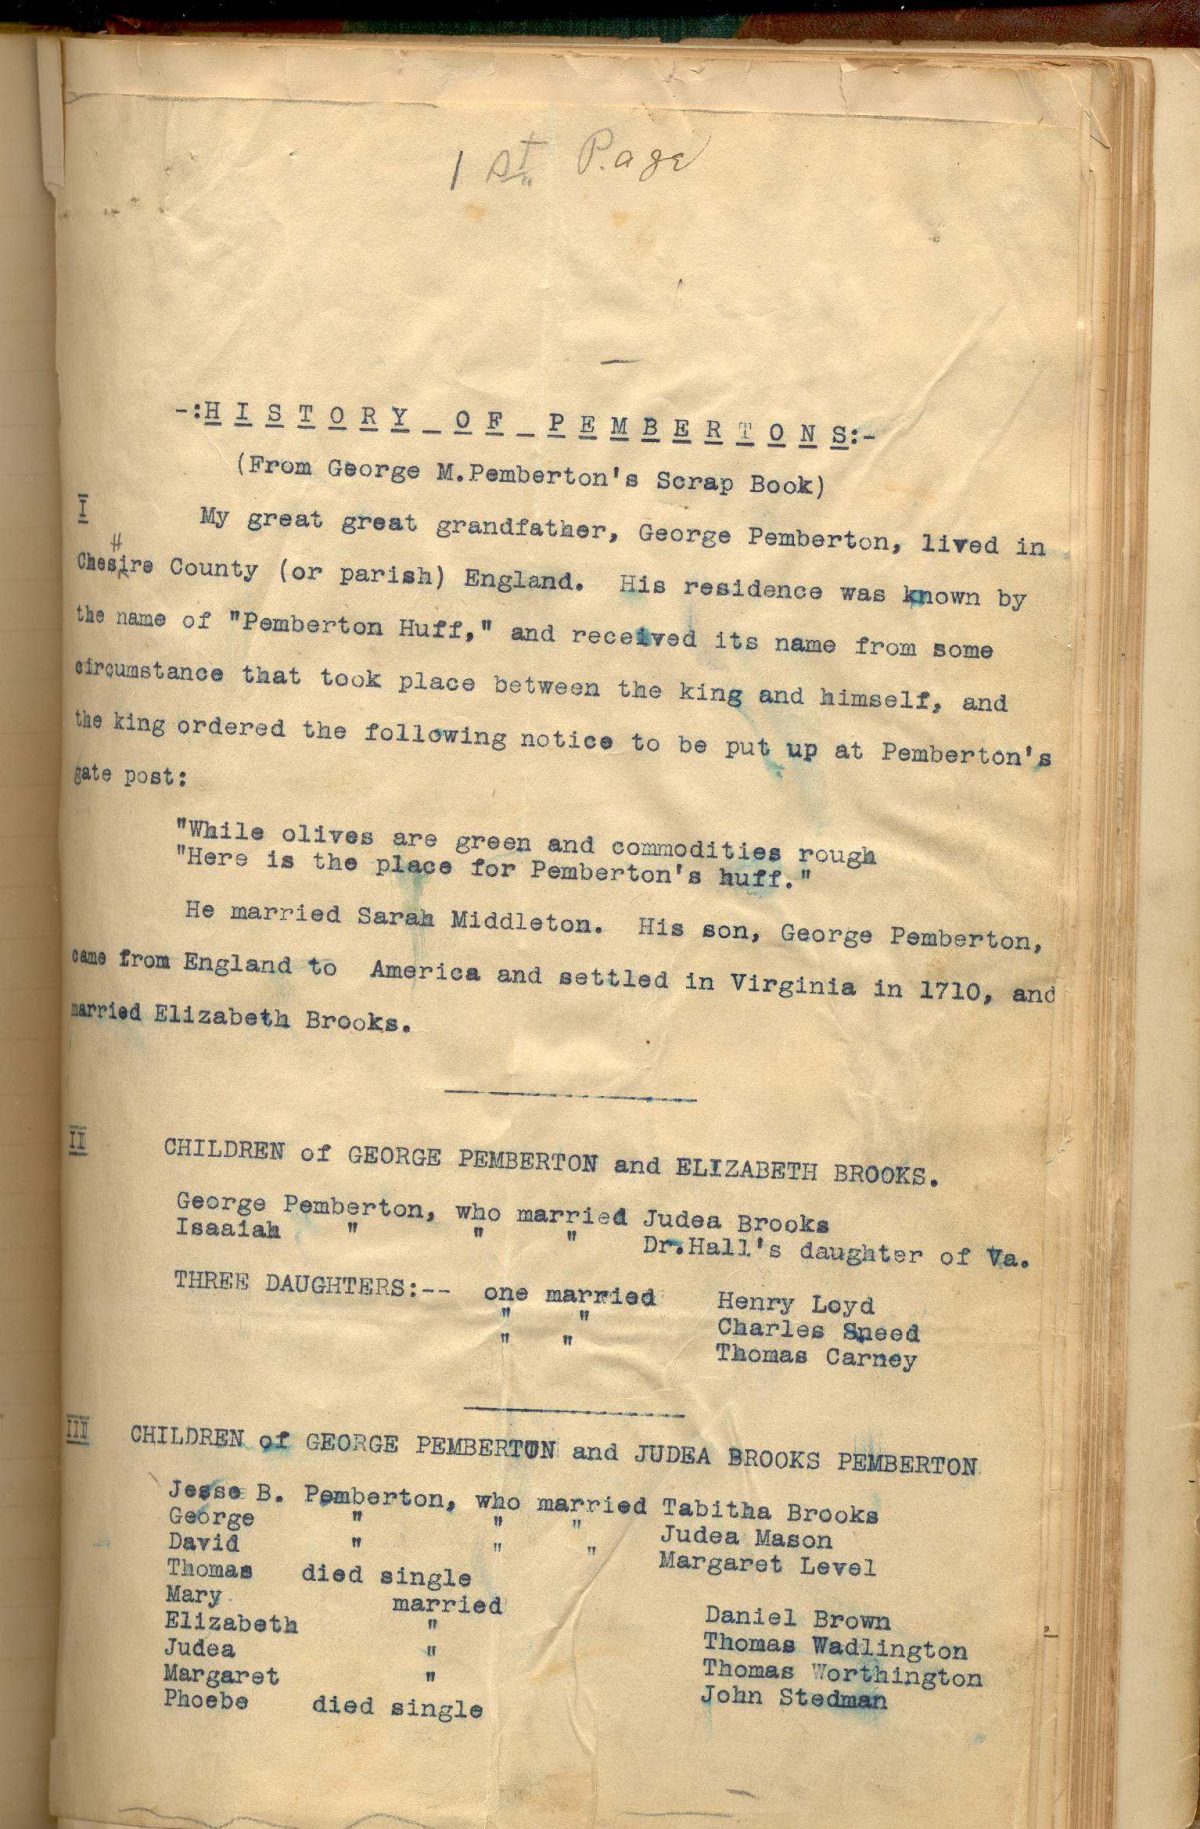 1 st. Page
-:H I S T O R Y _ O F _ P E M B E R T O N S:-
(From George M.Pemberton's Scrap Book)
I
My great great grandfather, George Pemberton, lived in
Ches^Hire County (or parish) England. His residence was known by
the name of "Pemberton Huff," and received its name from some
circumstance that took place between the king and himself, and
the king ordered the following notice to be put up at Pemberton's
gate post:
"While olives are green and commodities rough
"Here is the place for Pemberton's huff."
He married Sarah Middleton. His son, George Pemberton,
came from England to America and settled in Virginia in 1710, and
married Elizabeth Brooks.
II CHILDREN of GEORGE PEMBERTON and ELIZABETH BROOKS.
George Pemberton, who married Judea Brooks
Isaaiah " " " Dr.Hall's daughter of Va.
THREE DAUGHTERS:-- one married Henry Loyd
" " Charles Sneed
" " Thomas Carney
III CHILDREN of GEORGE PEMBERTON and JUDEA BROOKS PEMBERTON
Jesse B. Pemberton, who married Tabitha Brooks
George " " " Judea Mason
David " " " Margaret Level
Thomas died single
Mary married Daniel Brown
Elizabeth " Thomas Wadlington
Judea " Thomas Worthington
Margaret " John Stedman
Phoebe died single